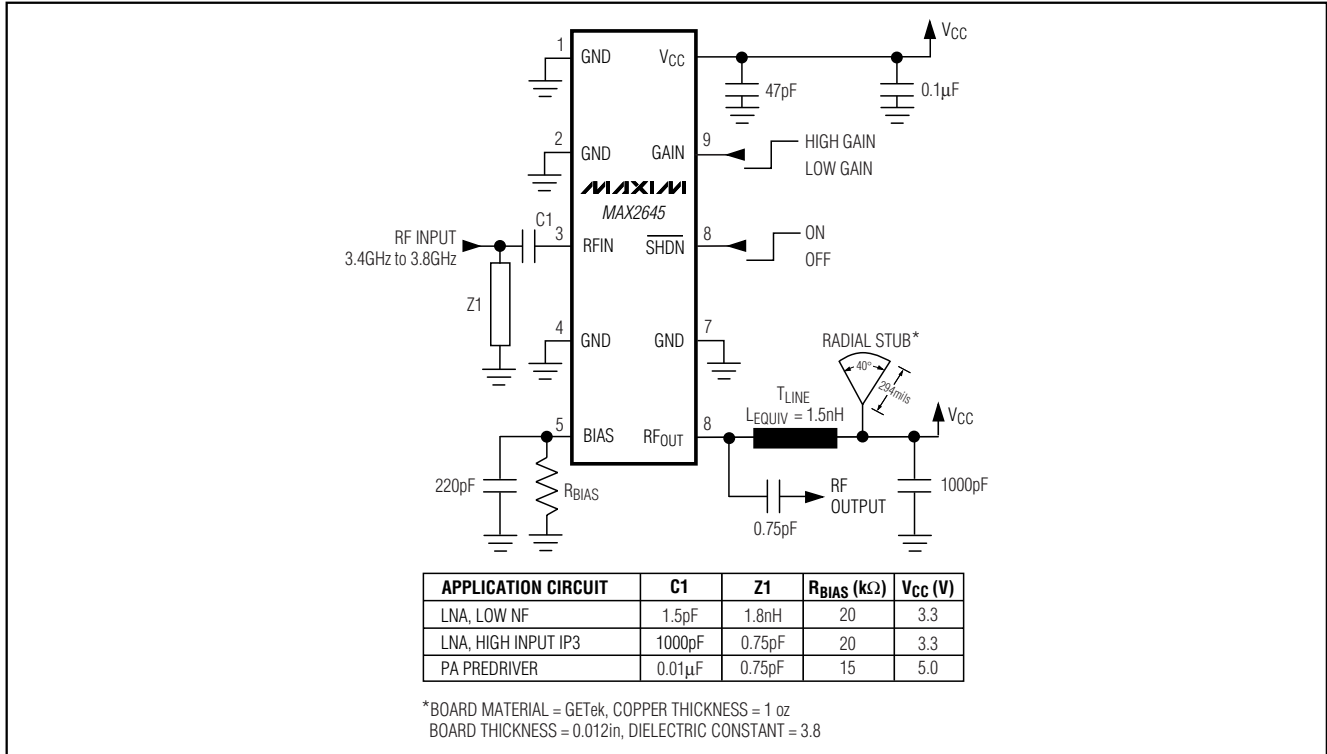 VCC
1
GND
VCC
47pF
0.1µF
2
GND
GAIN
9
HIGH GAIN
LOW GAIN
MAXIM
MAX2645
C1
RF INPUT
3.4GHz to 3.8GHz
3
RFIN
SHDN
8
ON
OFF
Z1
4
GND
GND
7
RADIAL STUB*
40°
294mils
TLINE
LEQUIV = 1.5nH
VCC
5
BIAS
RFOUT
8
220pF
RBIAS
RF
OUTPUT
0.75pF
1000pF
APPLICATION CIRCUIT C1 Z1 RBIAS (kΩ) VCC (V)
LNA, LOW NF 1.5pF 1.8nH 20 3.3
LNA, HIGH INPUT IP3 1000pF 0.75pF 20 3.3
PA PREDRIVER 0.01µF 0.75pF 15 5.0
*BOARD MATERIAL = GETek, COPPER THICKNESS = 1 oz
BOARD THICKNESS = 0.012in, DIELECTRIC CONSTANT = 3.8